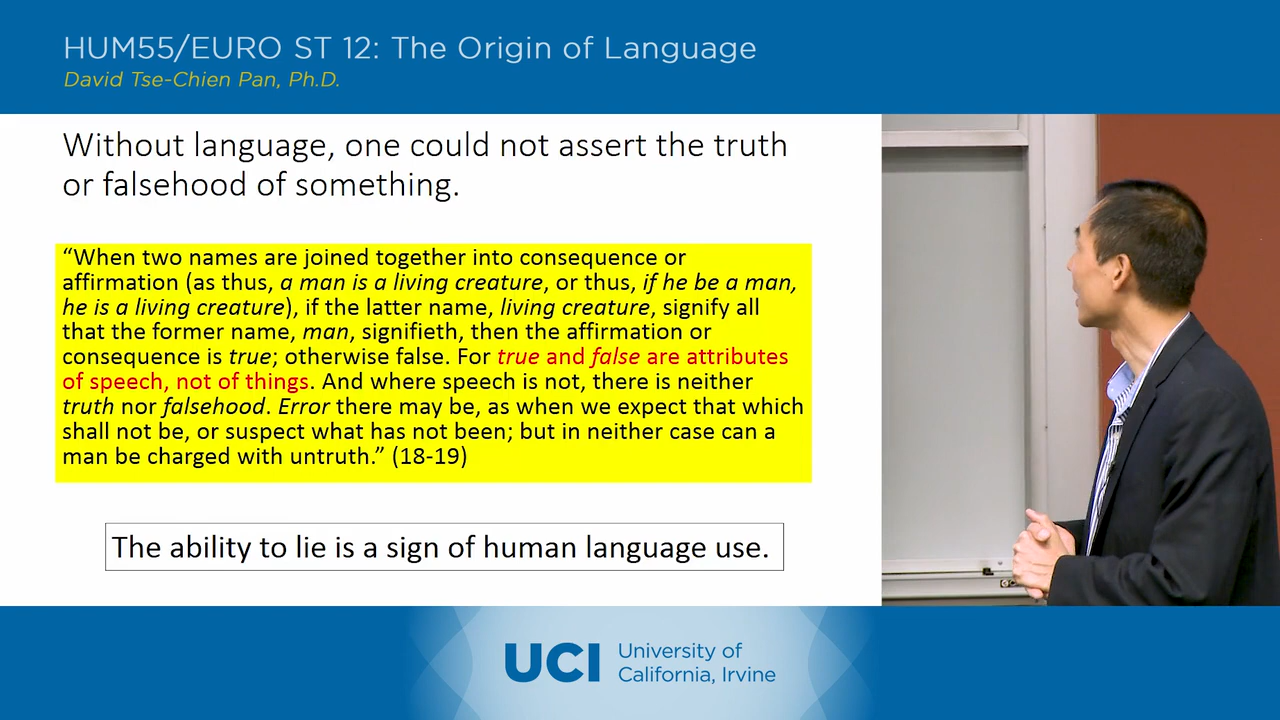 HUM55/EURO ST 12: The Origin of Language
David Tse-Chien Pan, Ph.D.
Without language, one could not assert the truth
or falsehood of something.
“When two names are joined together into consequence or
affirmation (as thus, a man is a living creature, or thus, if he be a man,
he is a living creature), if the latter name, living creature, signify all
that the former name, man, signifieth, then the affirmation or
consequence is true; otherwise false. For true and false are attributes
of speech, not of things. And where speech is not, there is neither
truth nor falsehood. Error there may be, as when we expect that which
shall not be, or suspect what has not been; but in neither case can a
man be charged with untruth.” (18-19)
The ability to lie is a sign of human language use.
UCI University of
California, Irvine